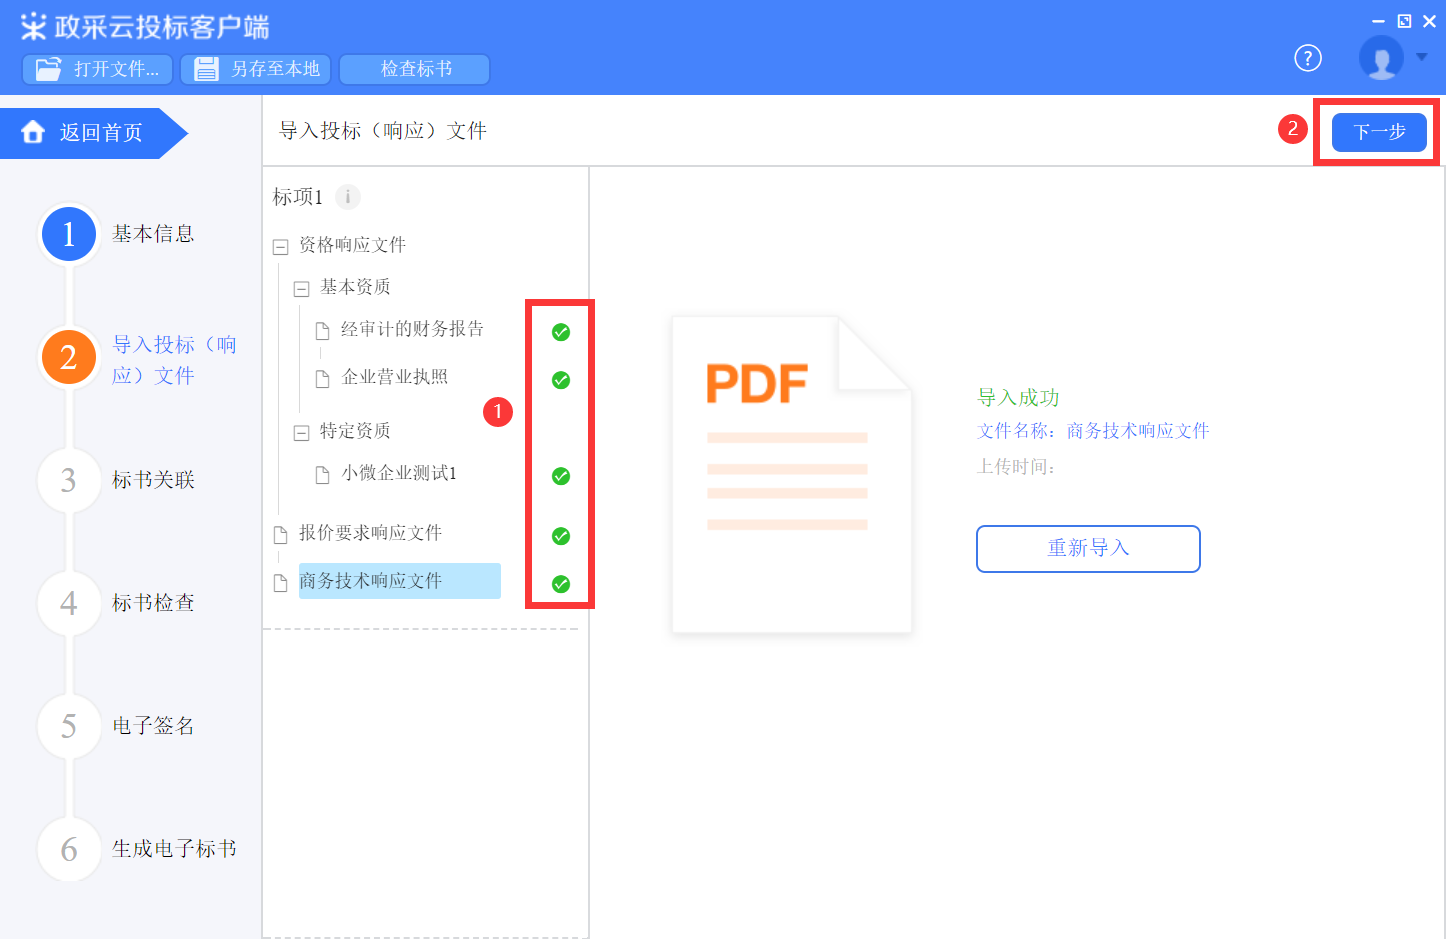 政采云投标客户端
打开文件...
另存至本地
检查标书
?
返回首页
导入投标（响应）文件
2
下一步
1
基本信息
2
导入投标（响
应）文件
3
标书关联
4
标书检查
5
电子签名
6
生成电子标书
标项1
i
资格响应文件
基本资质
经审计的财务报告
企业营业执照
1
特定资质
小微企业测试1
报价要求响应文件
商务技术响应文件
PDF
导入成功
文件名称：商务技术响应文件
上传时间：
重新导入